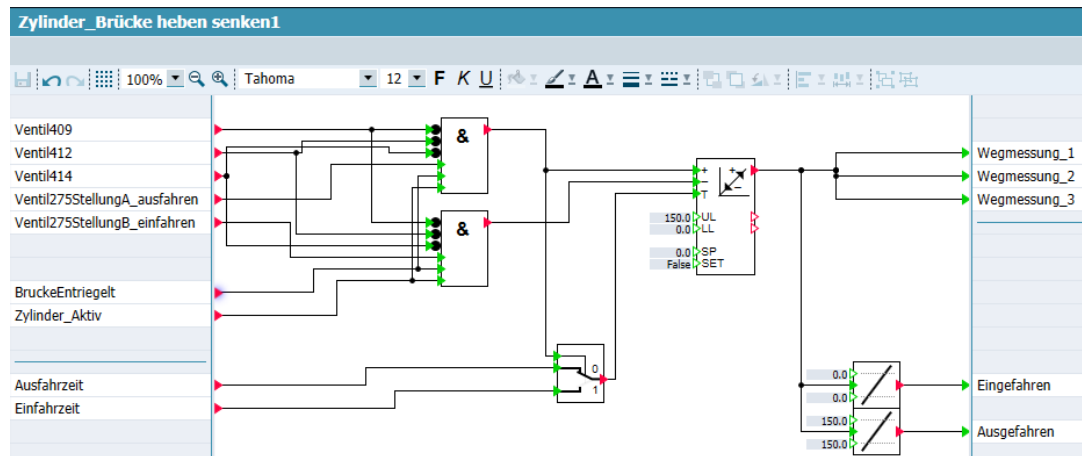 Zylinder_Brücke heben senken1
100% Tahoma 12 F K U A
Ventil409
Ventil412
Ventil414
Ventil275StellungA_ausfahren
Ventil275StellungB_einfahren
BruckeEntriegelt
Zylinder_Aktiv
Ausfahrzeit
Einfahrzeit
&
&
+
-
T
+
-
150.0 UL
0.0 LL
0.0 SP
False SET
0
1
0.0
0.0
150.0
150.0
Wegmessung_1
Wegmessung_2
Wegmessung_3
Eingefahren
Ausgefahren